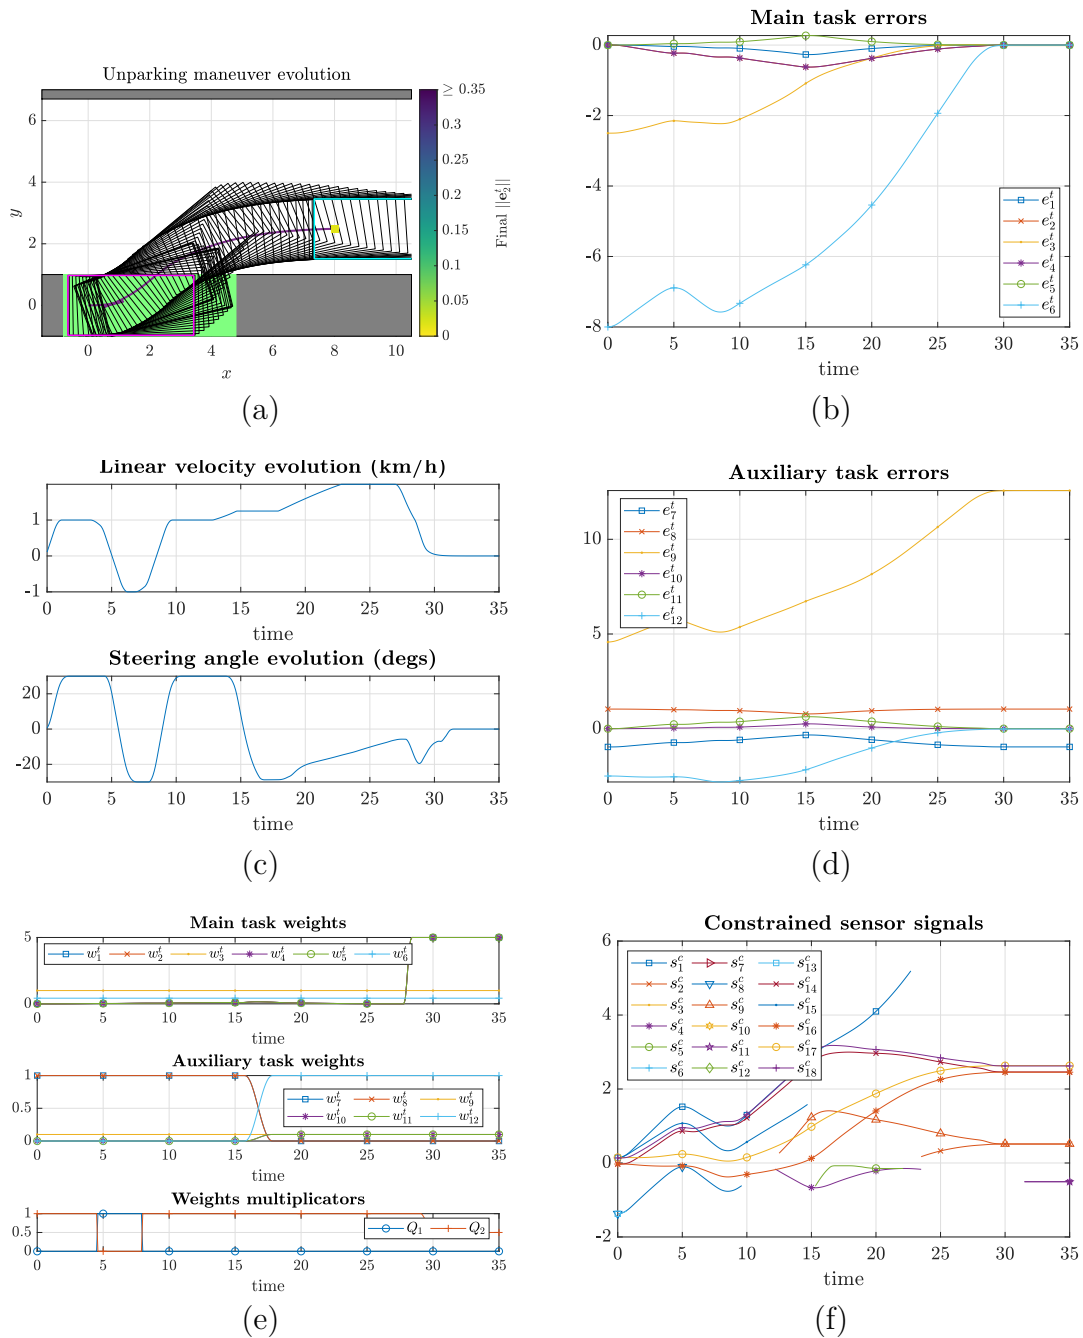 Unparking maneuver evolution
y
6
4
2
0
0 2 4 6 8 10
x
≥ 0.35
0.3
0.25
0.2
0.15
0.1
0.05
0
Final ||e₂ᵗ||
(a)
Main task errors
0
-2
-4
-6
-8
e₁ᵗ
e₂ᵗ
e₃ᵗ
e₄ᵗ
e₅ᵗ
e₆ᵗ
0 5 10 15 20 25 30 35
time
(b)
Linear velocity evolution (km/h)
1
0
-1
0 5 10 15 20 25 30 35
time
Steering angle evolution (degs)
20
0
-20
0 5 10 15 20 25 30 35
time
(c)
Auxiliary task errors
10
5
0
e₇ᵗ
e₈ᵗ
e₉ᵗ
e₁₀ᵗ
e₁₁ᵗ
e₁₂ᵗ
0 5 10 15 20 25 30 35
time
(d)
Main task weights
5
0
w₁ᵗ w₂ᵗ w₃ᵗ w₄ᵗ w₅ᵗ w₆ᵗ
0 5 10 15 20 25 30 35
time
Auxiliary task weights
1
0.5
0
w₇ᵗ w₈ᵗ w₉ᵗ
w₁₀ᵗ w₁₁ᵗ w₁₂ᵗ
0 5 10 15 20 25 30 35
time
Weights multiplicators
1
0.5
0
Q₁ Q₂
0 5 10 15 20 25 30 35
time
(e)
Constrained sensor signals
6
4
2
0
-2
s₁ᶜ s₇ᶜ s₁₃ᶜ
s₂ᶜ s₈ᶜ s₁₄ᶜ
s₃ᶜ s₉ᶜ s₁₅ᶜ
s₄ᶜ s₁₀ᶜ s₁₆ᶜ
s₅ᶜ s₁₁ᶜ s₁₇ᶜ
s₆ᶜ s₁₂ᶜ s₁₈ᶜ
0 5 10 15 20 25 30 35
time
(f)